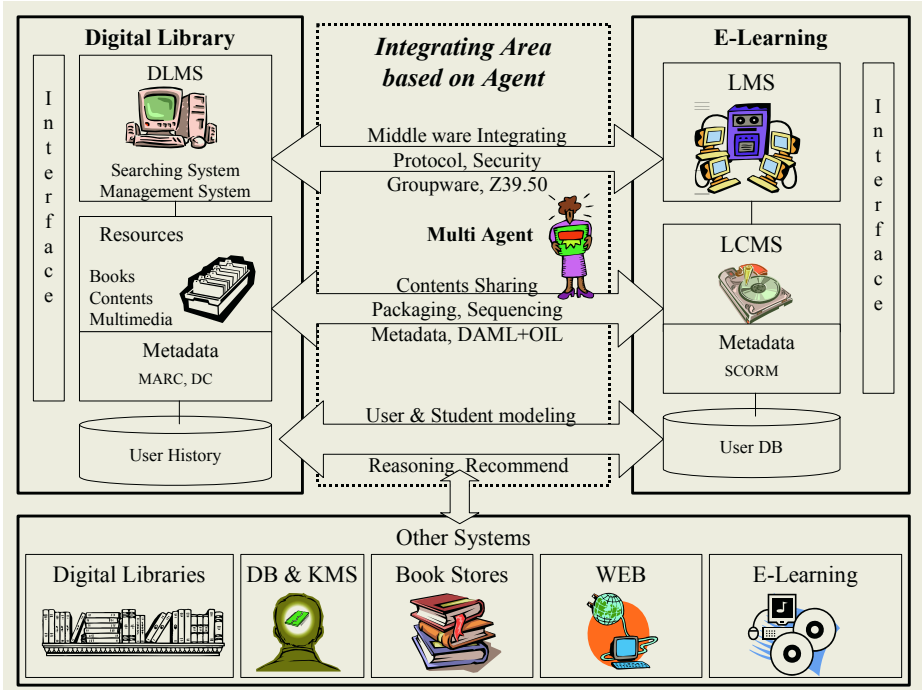 Digital Library
Interface
DLMS
Searching System
Management System
Resources
Books
Contents
Multimedia
Metadata
MARC, DC
User History
Integrating Area
based on Agent
Middle ware Integrating
Protocol, Security
Groupware, Z39.50
Multi Agent
Contents Sharing
Packaging, Sequencing
Metadata, DAML+OIL
User & Student modeling
Reasoning, Recommend
E-Learning
LMS
LCMS
Metadata
SCORM
User DB
Interface
Other Systems
Digital Libraries
DB & KMS
Book Stores
WEB
E-Learning